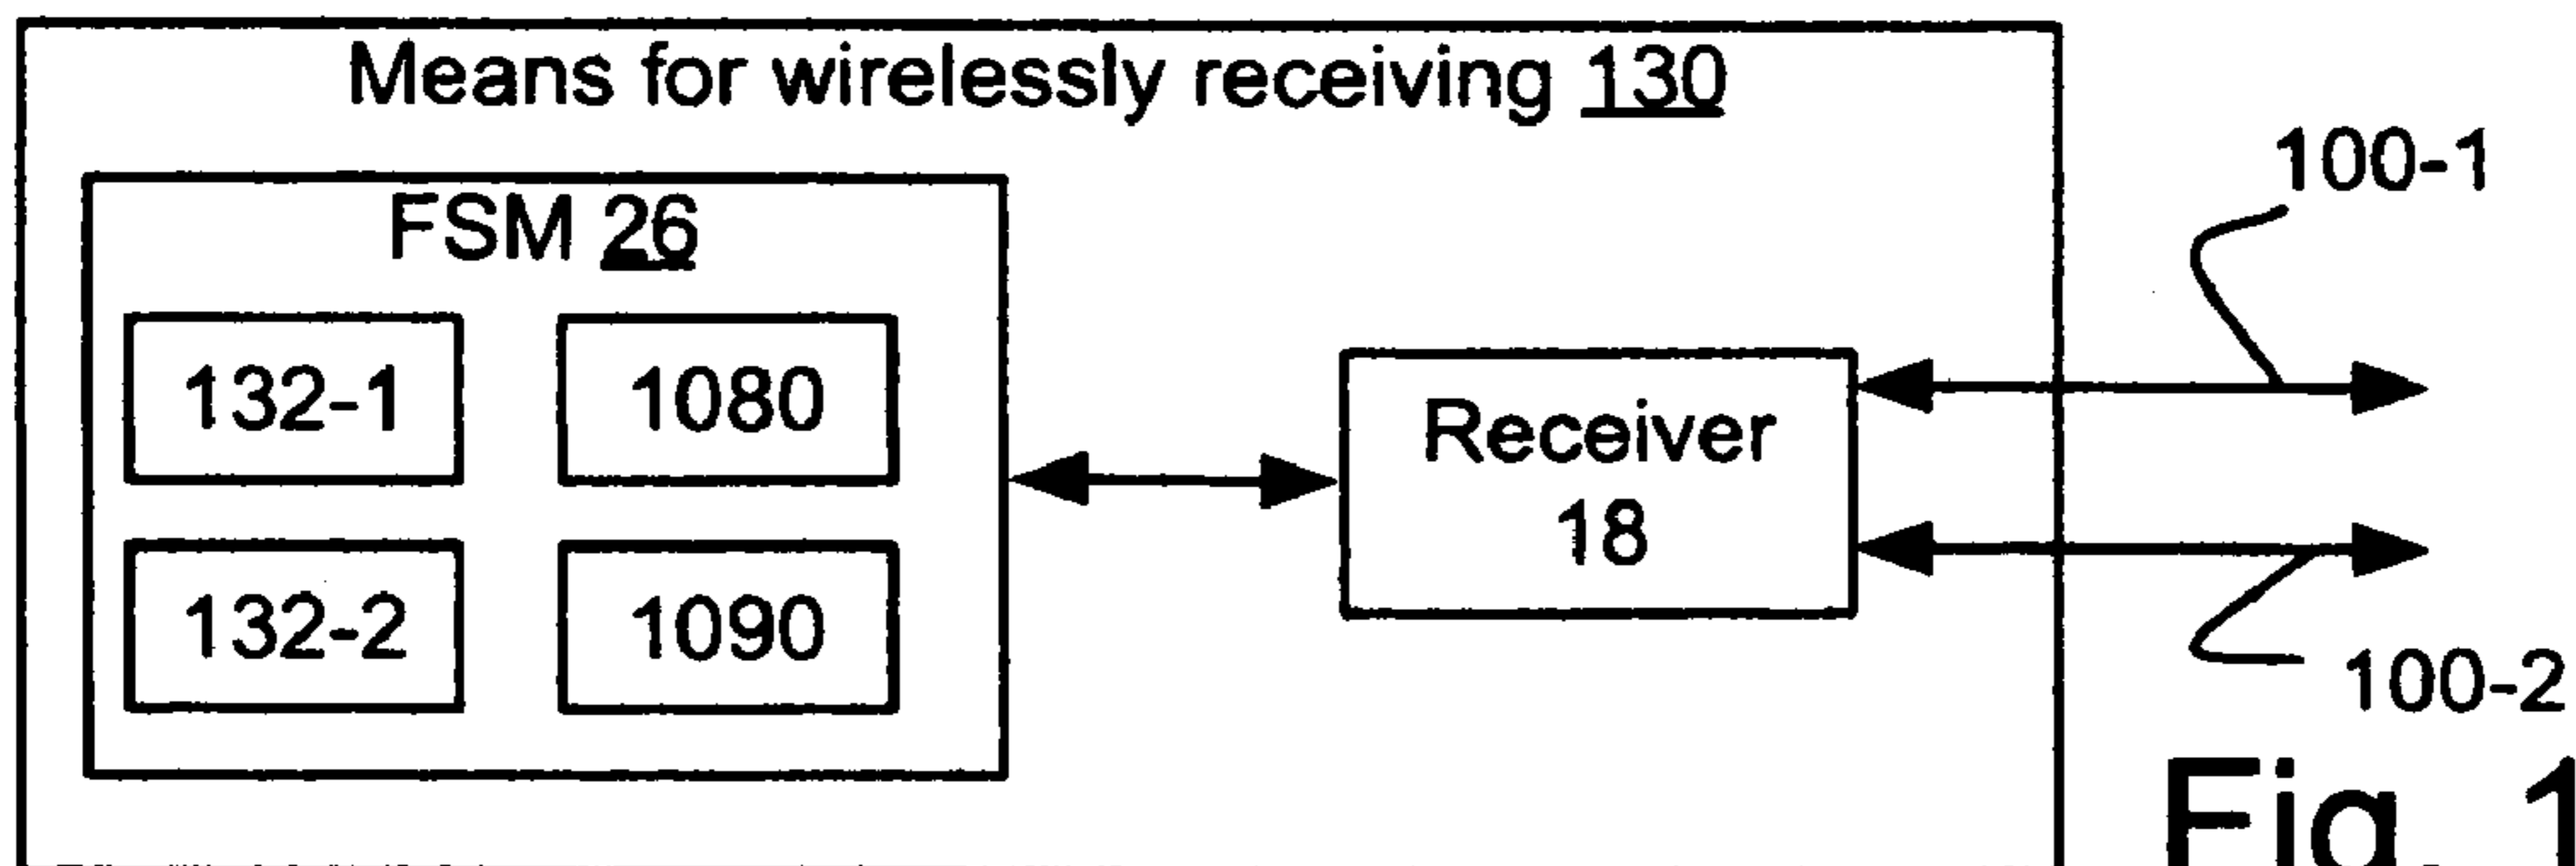 Means for wirelessly receiving 130
100-1
FSM 26
132-1 1080
Receiver
18
132-2 1090
100-2
Fig. 1